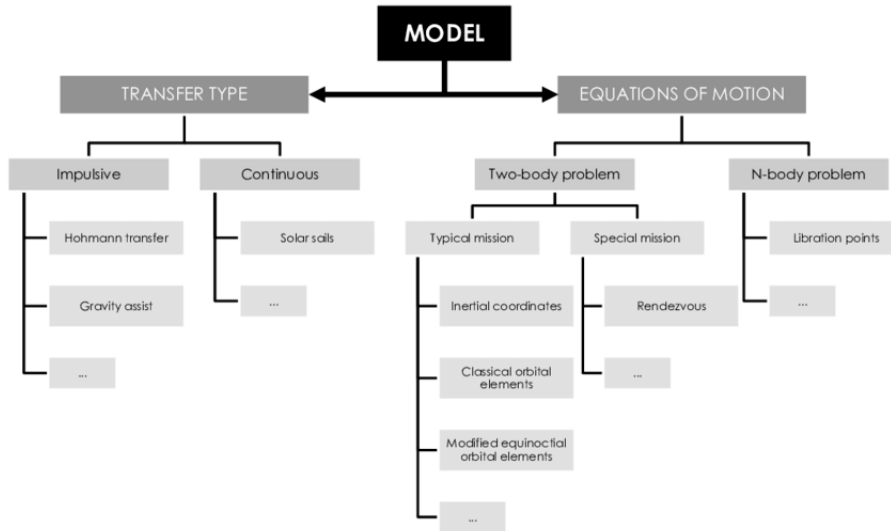 MODEL
TRANSFER TYPE
EQUATIONS OF MOTION
Impulsive
Continuous
Two-body problem
N-body problem
Hohmann transfer
Solar sails
Typical mission
Special mission
Libration points
Gravity assist
...
Inertial coordinates
Rendezvous
...
...
Classical orbital
elements
...
Modified equinoctial
orbital elements
...